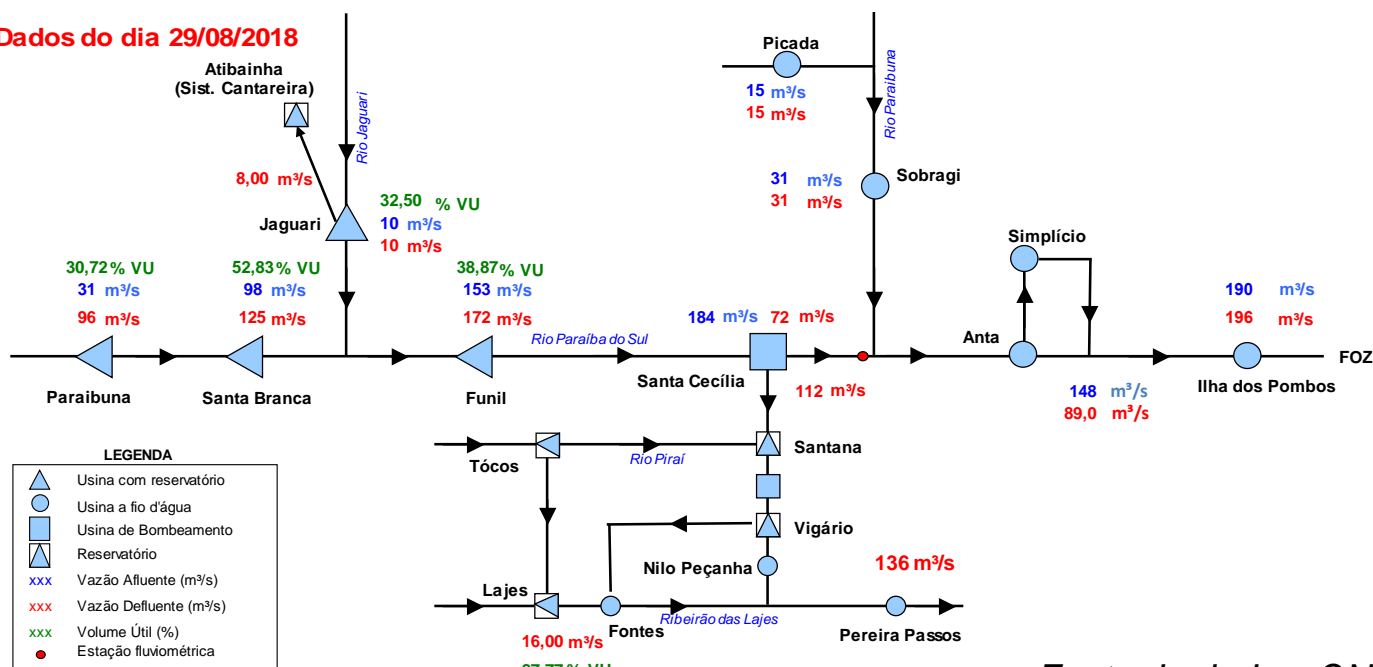 Dados do dia 29/08/2018
Atibainha
(Sist. Cantareira)
Rio Jaguari
8,00 m³/s
Jaguari
32,50 % VU
10 m³/s
10 m³/s
Picada
15 m³/s
15 m³/s
Rio Paraibuna
31 m³/s
31 m³/s
Sobragi
30,72% VU
31 m³/s
96 m³/s
Paraibuna
52,83% VU
98 m³/s
125 m³/s
Santa Branca
38,87% VU
153 m³/s
172 m³/s
Funil
Rio Paraíba do Sul
184 m³/s 72 m³/s
Santa Cecília
112 m³/s
Simplício
Anta
148 m³/s
89,0 m³/s
190 m³/s
196 m³/s
Ilha dos Pombos
FOZ
Tócos
Rio Piraí
Santana
Vigário
Nilo Peçanha
136 m³/s
Lajes
Fontes
Ribeirão das Lajes
Pereira Passos
16,00 m³/s
LEGENDA
Usina com reservatório
Usina a fio d'água
Usina de Bombeamento
Reservatório
xxx Vazão Afluente (m³/s)
xxx Vazão Defluente (m³/s)
xxx Volume Útil (%)
Estação fluviométrica